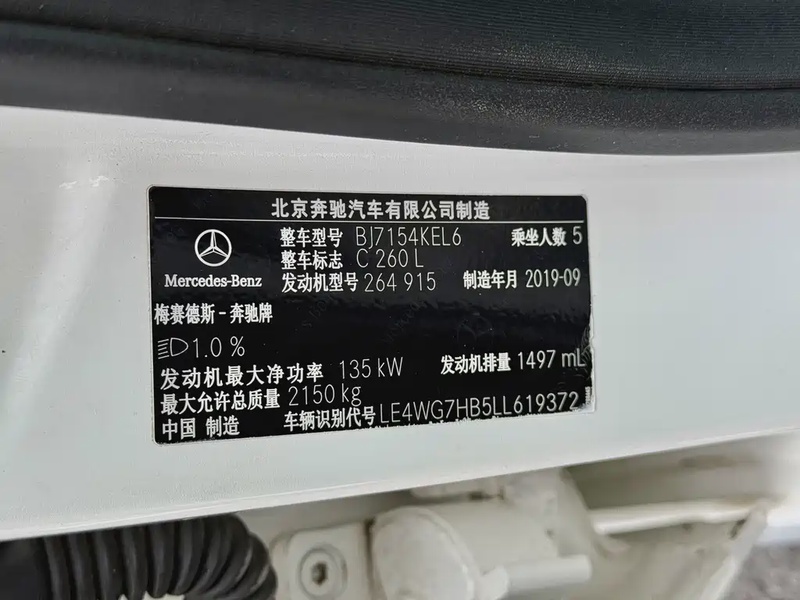 北京奔驰汽车有限公司制造
Mercedes-Benz
整车型号 BJ7154KEL6 乘坐人数 5
整车标志 C 260 L
发动机型号 264 915 制造年月 2019-09
梅赛德斯-奔驰牌
1.0 %
发动机最大净功率 135 kW 发动机排量 1497 mL
最大允许总质量 2150 kg
中国 制造 车辆识别代号 LE4WG7HB5LL619372